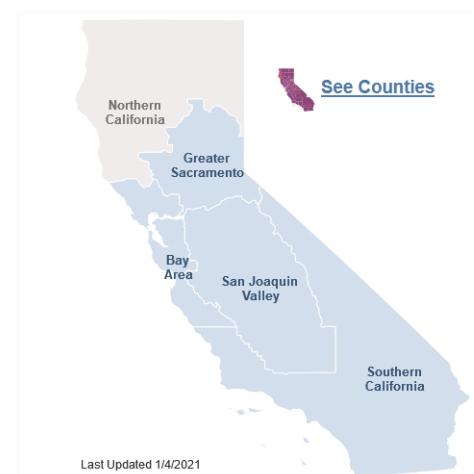 See Counties
Northern
California
Greater
Sacramento
Bay
Area
San Joaquin
Valley
Southern
California
Last Updated 1/4/2021